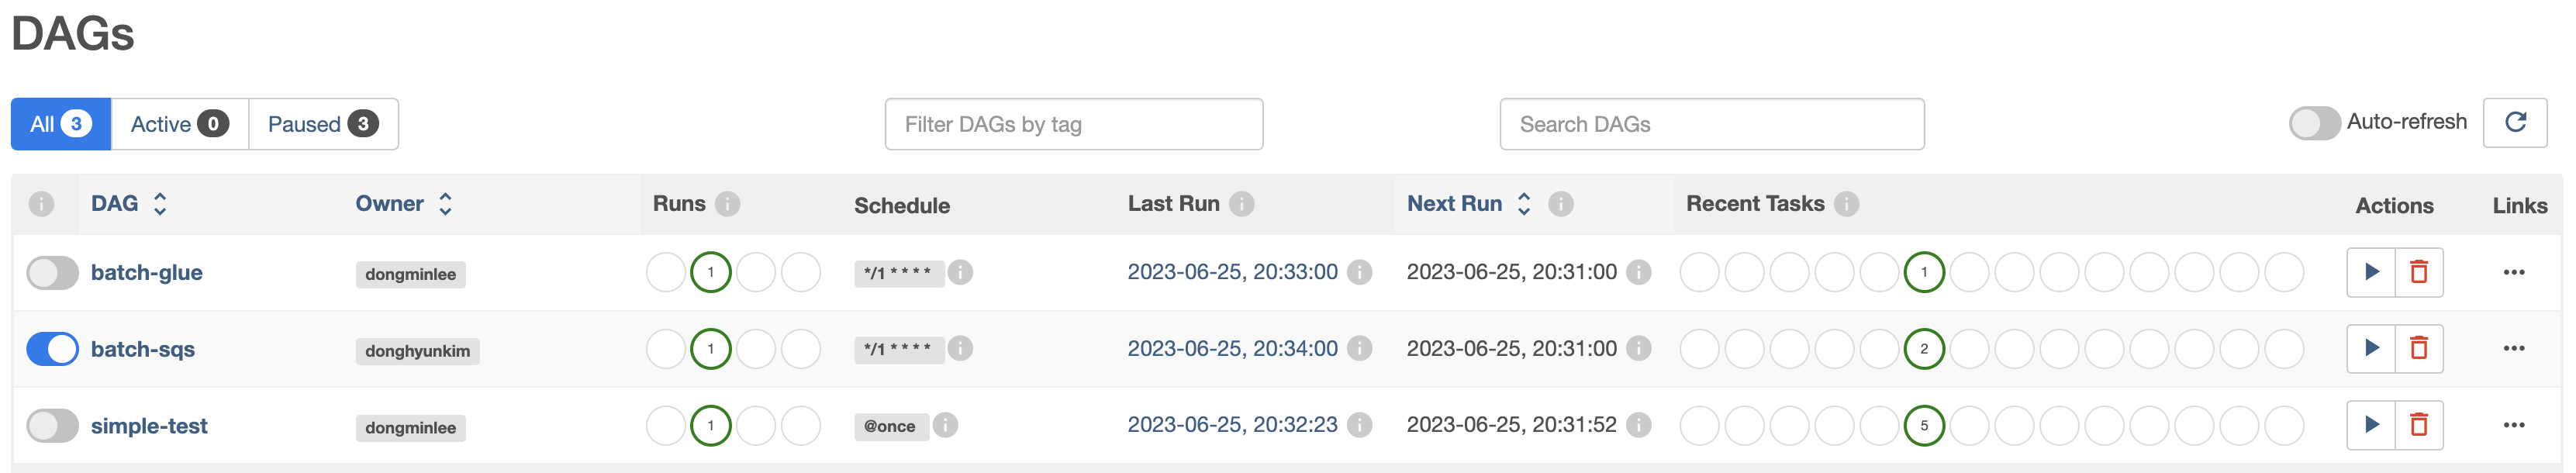 DAGs
All 3 Active 0 Paused 3 Filter DAGs by tag Search DAGs Auto-refresh
i DAG Owner Runs i Schedule Last Run i Next Run i Recent Tasks i Actions Links
batch-glue dongminlee 1 */1 * * * * i 2023-06-25, 20:33:00 i 2023-06-25, 20:31:00 i 1 ...
batch-sqs donghyunkim 1 */1 * * * * i 2023-06-25, 20:34:00 i 2023-06-25, 20:31:00 i 2 ...
simple-test dongminlee 1 @once i 2023-06-25, 20:32:23 i 2023-06-25, 20:31:52 i 5 ...